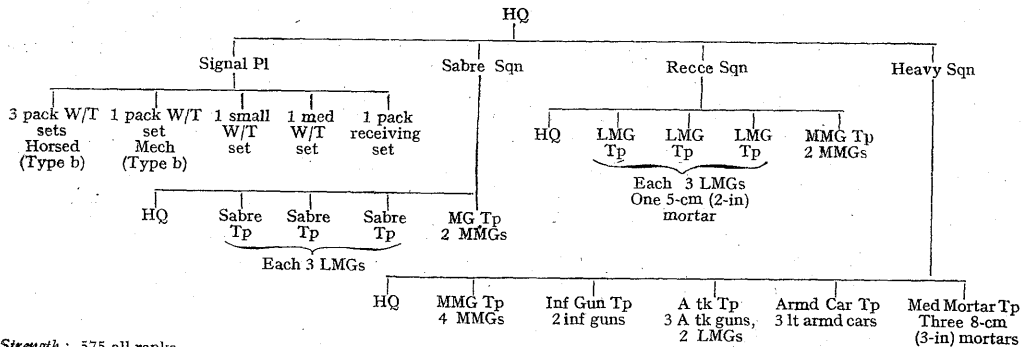 HQ
Signal Pl
Sabre Sqn
Recce Sqn
Heavy Sqn
3 pack W/T
sets
Horsed
(Type b)
1 pack W/T
set
Mech
(Type b)
1 small
W/T
set
1 med
W/T
set
1 pack
receiving
set
HQ
LMG
Tp
LMG
Tp
LMG
Tp
MMG Tp
2 MMGs
Each 3 LMGs
One 5-cm (2-in)
mortar
HQ
Sabre
Tp
Sabre
Tp
Sabre
Tp
MG Tp
2 MMGs
Each 3 LMGs
HQ
MMG Tp
4 MMGs
Inf Gun Tp
2 inf guns
A tk Tp
3 A tk guns,
2 LMGs
Armd Car Tp
3 lt armd cars
Med Mortar Tp
Three 8-cm
(3-in) mortars
Strength : 575 all ranks